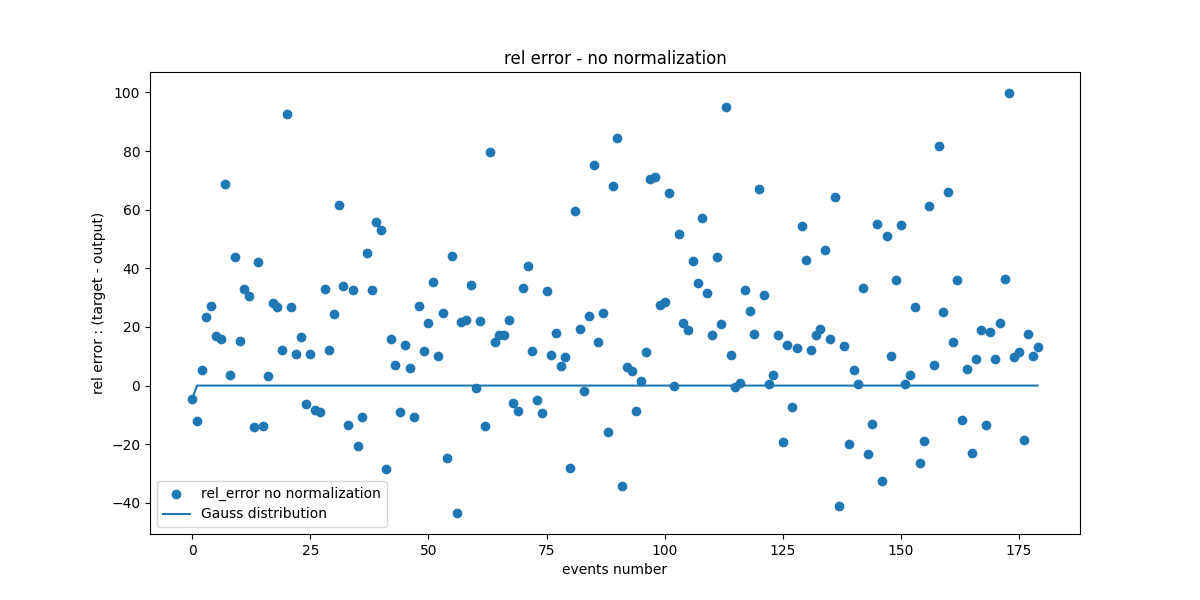 rel error - no normalization
100
80
60
40
20
0
−20
−40
rel error : (target - output)
rel_error no normalization
Gauss distribution
0 25 50 75 100 125 150 175
events number